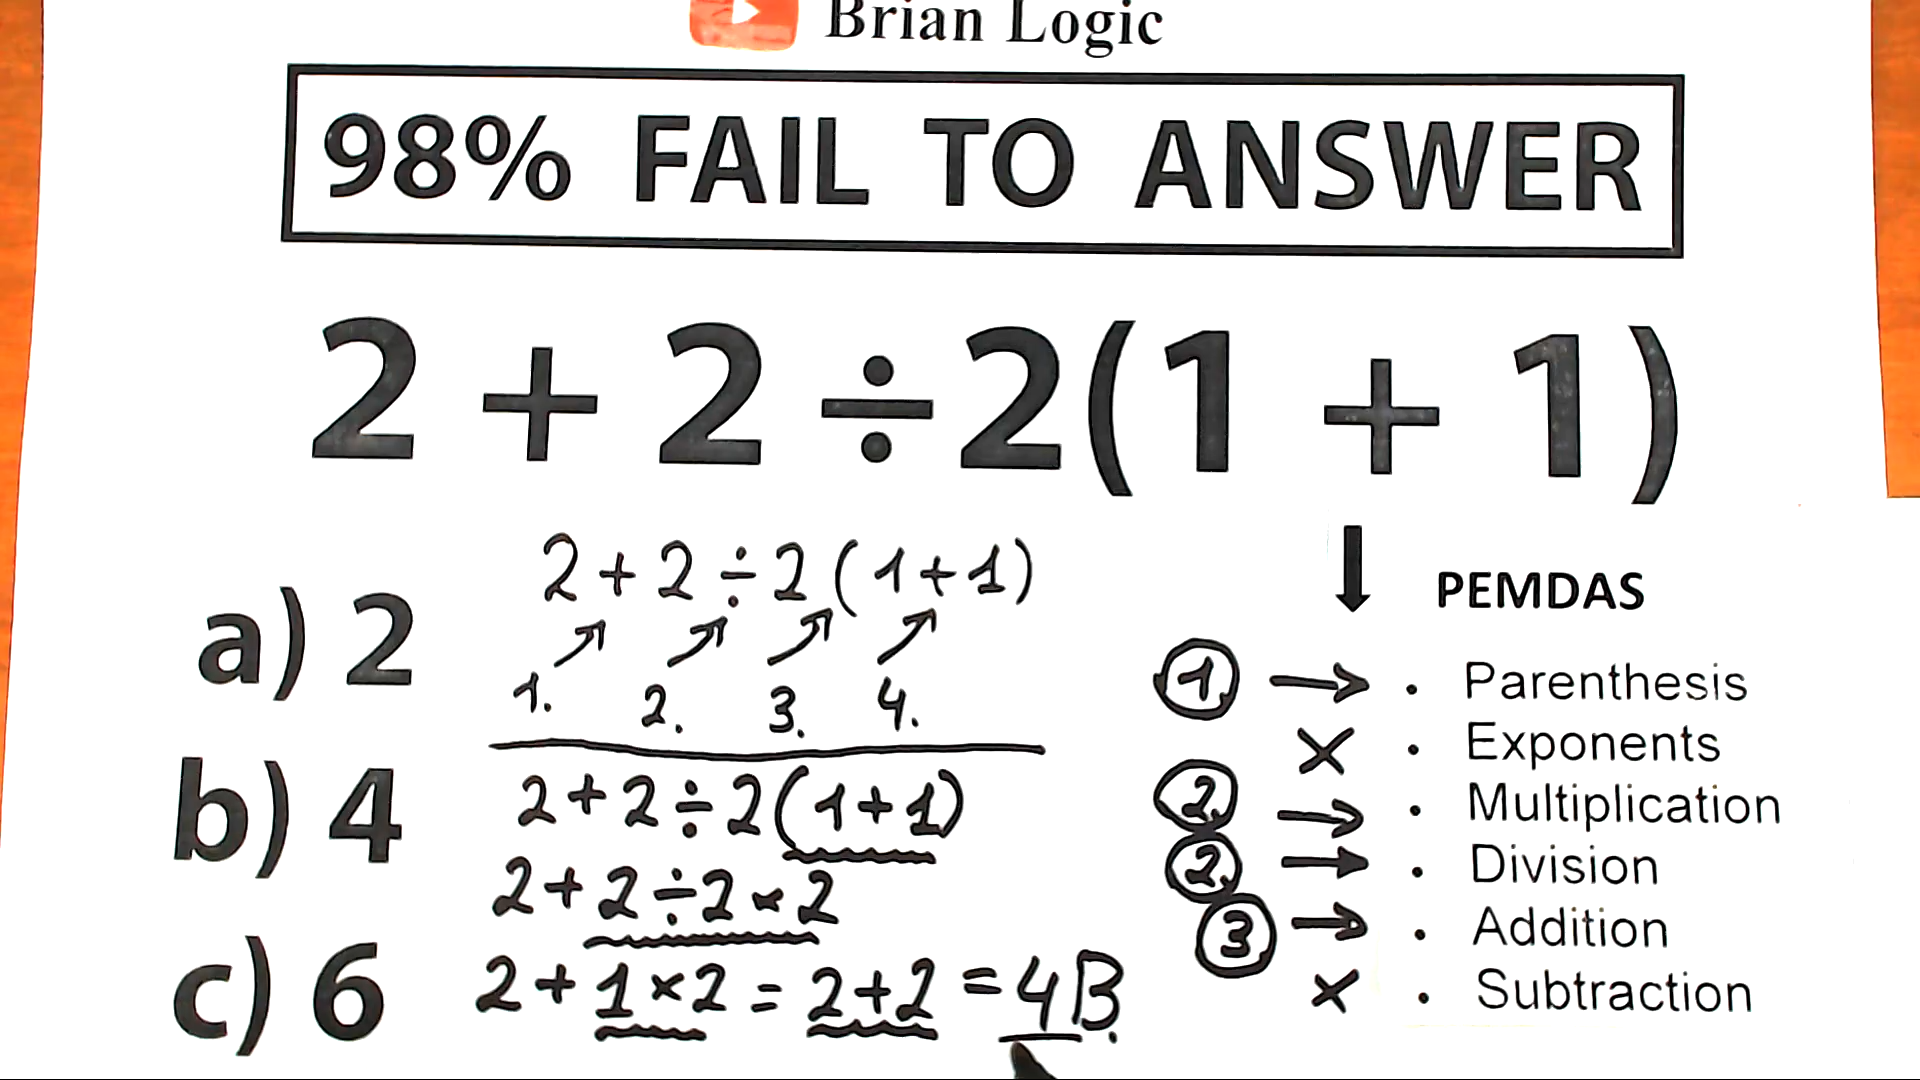 Brian Logic
98% FAIL TO ANSWER
2 + 2 ÷ 2(1 + 1)
a) 2
2 + 2 ÷ 2 (1 + 1)
1. 2. 3. 4.
b) 4
2 + 2 ÷ 2 (1 + 1)
2 + 2 ÷ 2 × 2
c) 6
2 + 1 × 2 = 2 + 2 = 4 B.
PEMDAS
1. → • Parenthesis
× • Exponents
2. → • Multiplication
2. → • Division
3 → • Addition
× • Subtraction